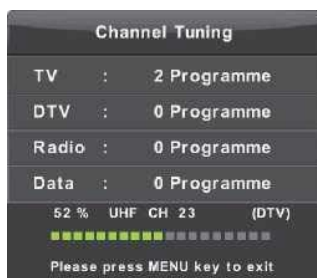 Channel Tuning
TV : 2 Programme
DTV : 0 Programme
Radio : 0 Programme
Data : 0 Programme
52 % UHF CH 23 (DTV)
Please press MENU key to exit